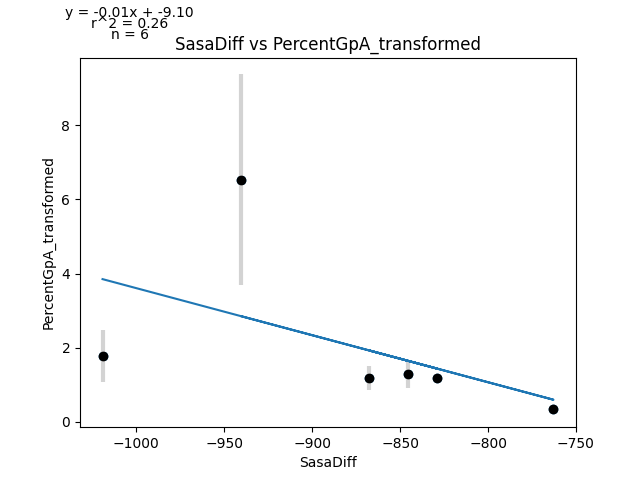 y = -0.01x + -9.10
r^2 = 0.26
n = 6
SasaDiff vs PercentGpA_transformed
PercentGpA_transformed
8
6
4
2
0
−1000
−950
−900
−850
−800
−750
SasaDiff